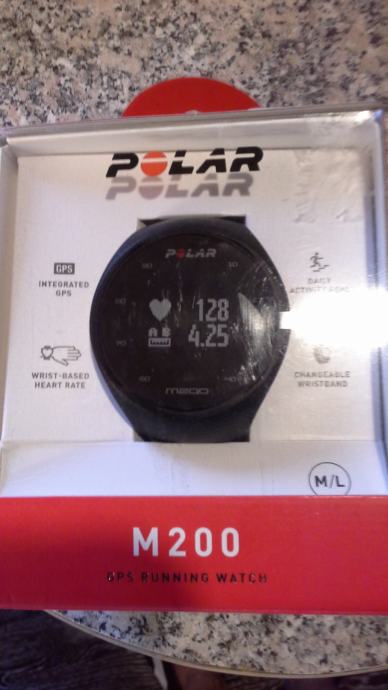 POLAR
GPS
INTEGRATED
GPS
DAILY
WRIST-BASED
HEART RATE
CHANGEABLE
WRISTBAND
POLAR
128
4.25
M200
M/L
M200
GPS RUNNING WATCH